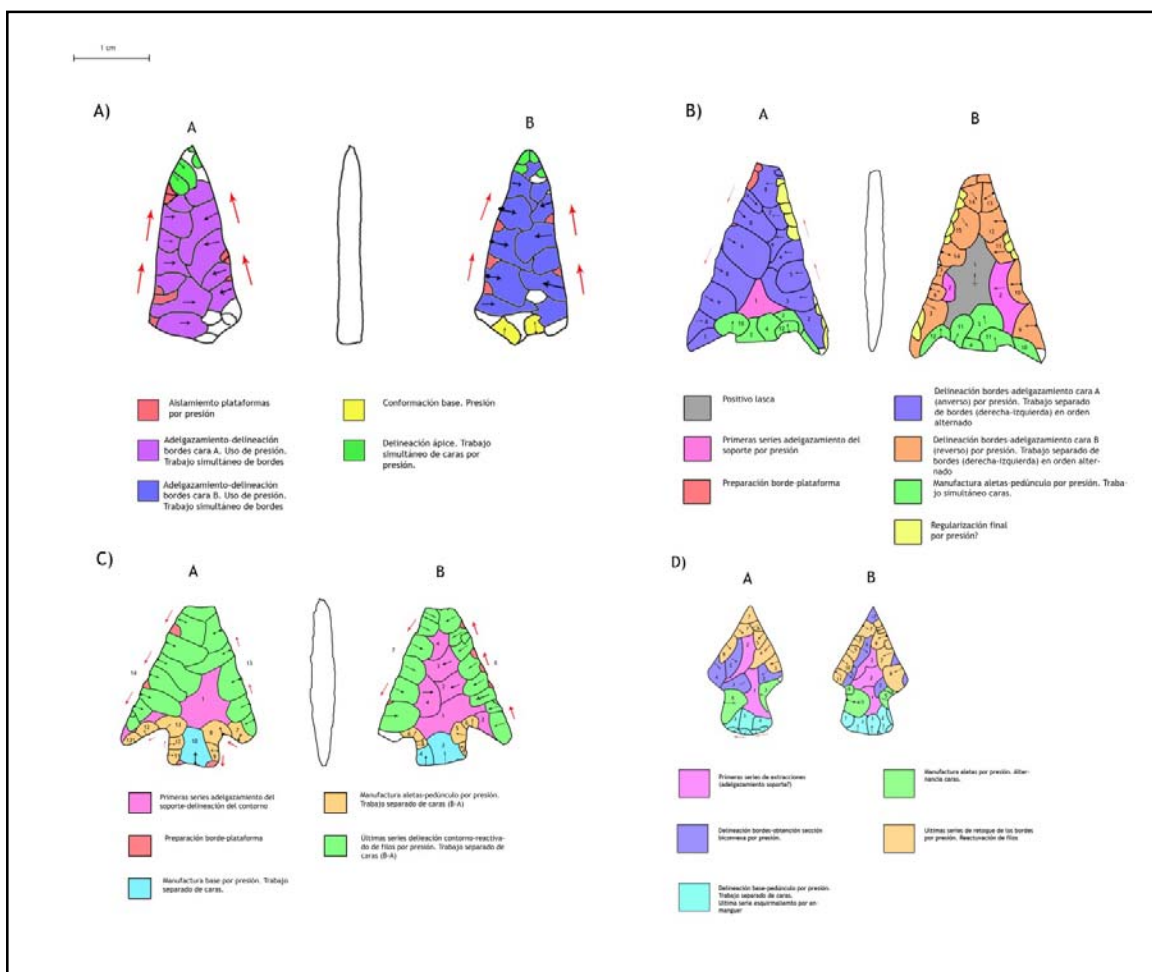 1 cm
A)
A
B
Aislamiento plataformas
por presión
Adelgazamiento-delineación
bordes cara A. Uso de presión.
Trabajo simultáneo de bordes
Adelgazamiento-delineación
bordes cara B. Uso de presión.
Trabajo simultáneo de bordes
Conformación base. Presión
Delineación ápice. Trabajo
simultáneo de caras por
presión.
B)
A
B
Positivo lasca
Primeras series adelgazamiento del
soporte por presión
Preparación borde-plataforma
Delineación bordes adelgazamiento cara A
(anverso) por presión. Trabajo separado
de bordes (derecha-izquierda) en orden
alternado
Delineación bordes-adelgazamiento cara B
(reverso) por presión. Trabajo separado de
bordes (derecha-izquierda) en orden alter-
nado
Manufactura aletas-pedúnculo por presión. Traba-
jo simultáneo caras.
Regularización final
por presión?
C)
A
B
Primeras series adelgazamiento del
soporte-delineación del contorno
Preparación borde-plataforma
Manufactura base por presión. Trabajo
separado de caras.
Manufactura aletas-pedúnculo por presión.
Trabajo separado de caras (B-A)
Últimas series delieación contorno-reactiva-
do de filos por presión. Trabajo separado de
caras (B-A)
D)
A
B
Primeras series de extracciones
(adelgazamiento soporte?)
Delineación bordes-obtención sección
biconvexa por presión.
Delineación base-pedúnculo por presión.
Trabajo separado de caras.
Última serie esquirlamiento por en-
mangue
Manufactura aletas por presión. Alter-
nancia caras.
Últimas series de retoque de los bordes
por presión. Reactivación de filos